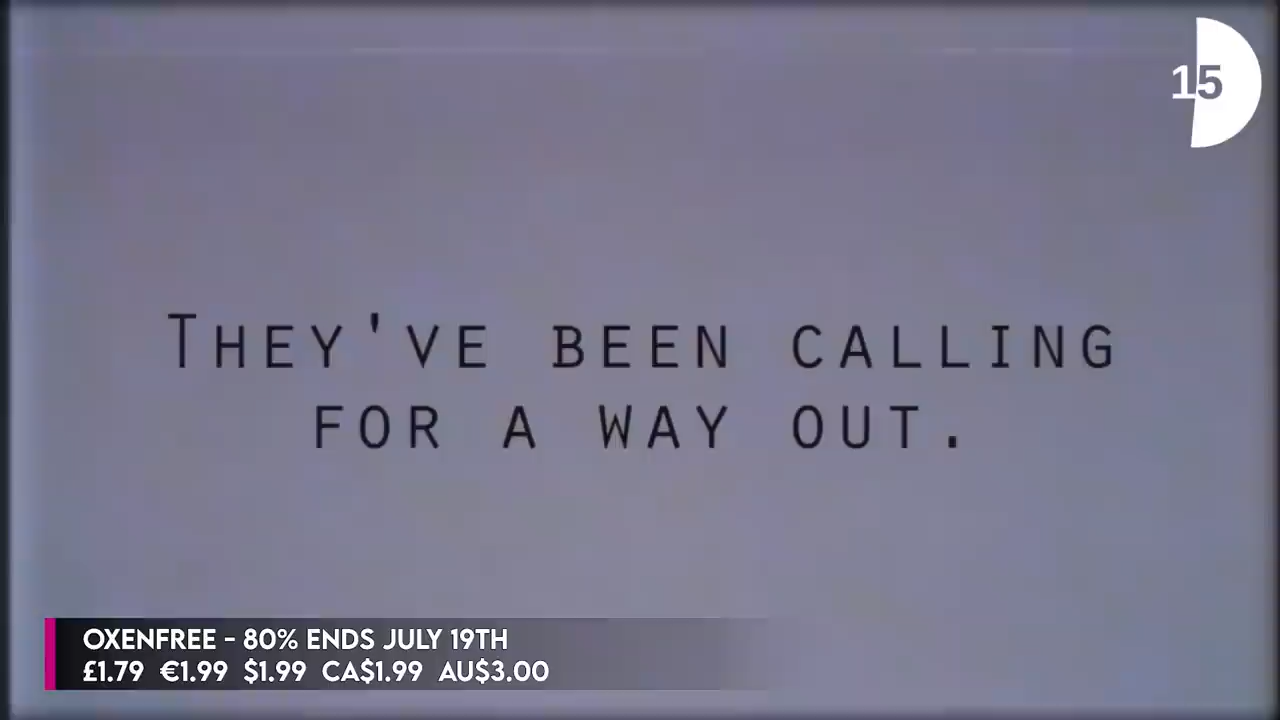 15
THEY'VE BEEN CALLING
FOR A WAY OUT.
OXENFREE - 80% ENDS JULY 19TH
£1.79 €1.99 $1.99 CA$1.99 AU$3.00